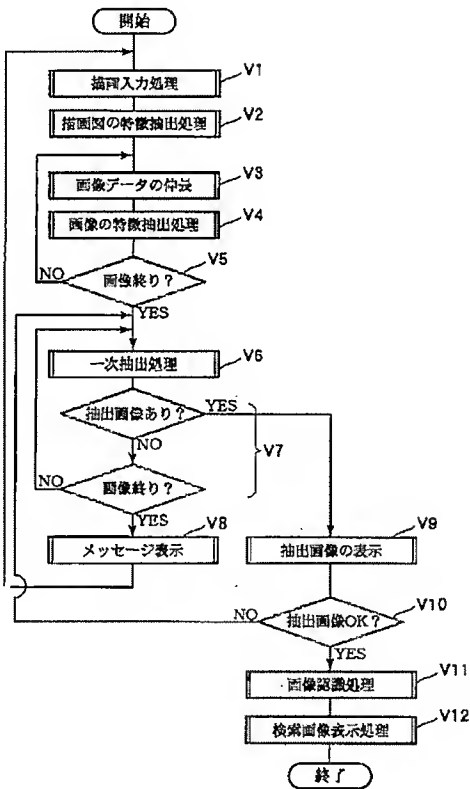 開始
描画入力処理 V1
描画図の特徴抽出処理 V2
画像データの伸長 V3
画像の特徴抽出処理 V4
画像終り？ V5
NO
YES
一次抽出処理 V6
抽出画像あり？ YES
V7
NO
画像終り？
NO
YES
メッセージ表示 V8
抽出画像の表示 V9
抽出画像OK？ V10
NO
YES
画像認識処理 V11
検索画像表示処理 V12
終了